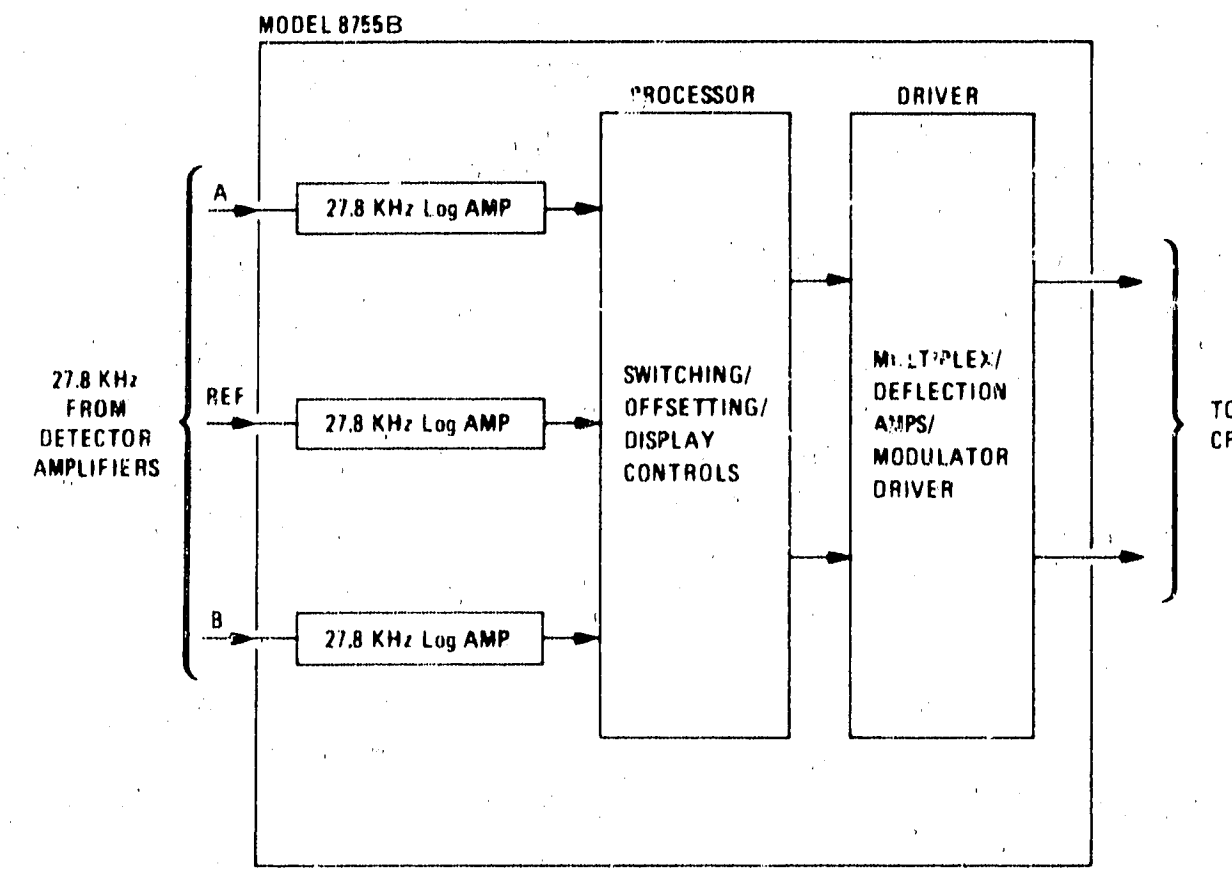 MODEL 8755B
PROCESSOR
DRIVER
A
27.8 KHz Log AMP
27.8 KHz
FROM
DETECTOR
AMPLIFIERS
REF
27.8 KHz Log AMP
SWITCHING/
OFFSETTING/
DISPLAY
CONTROLS
DEFLECTION
AMPS/
MODULATOR
DRIVER
TO
B
27.8 KHz Log AMP